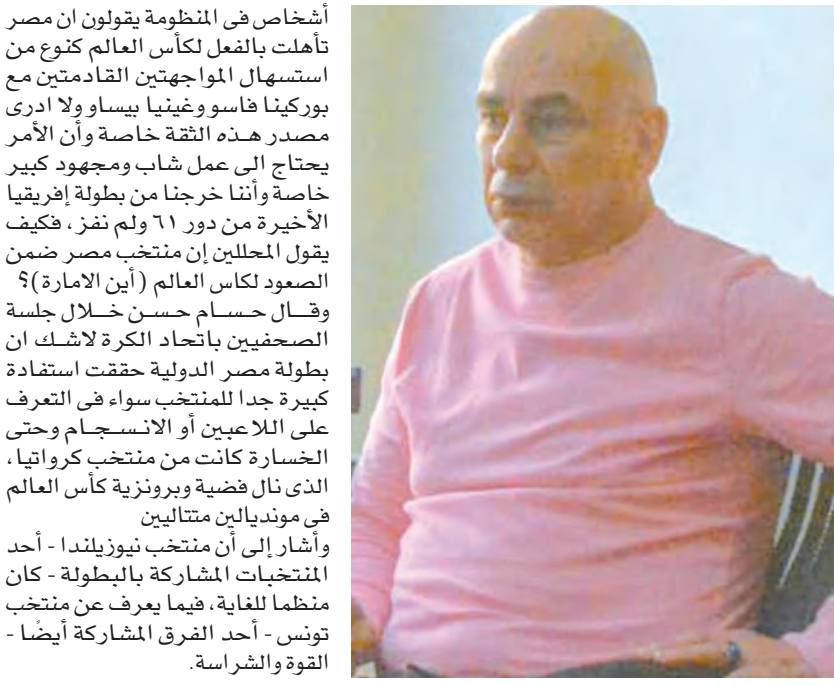 أشخاص فى المنظومة يقولون ان مصر
تأهلت بالفعل لكأس العالم كنوع من
استسهال المواجهتين القادمتين مع
بوركينا فاسو وغينيا بيساو ولا ادرى
مصدر هذه الثقة خاصة وأن الأمر
يحتاج الى عمل شاب ومجهود كبير
خاصة وأننا خرجنا من بطولة إفريقيا
الأخيرة من دور ٦١ ولم نفز ، فكيف
يقول المحللين إن منتخب مصر ضمن
الصعود لكاس العالم (أين الامارة)؟
وقال حسام حسن خلال جلسة
الصحفيين باتحاد الكرة لاشك ان
بطولة مصر الدولية حققت استفادة
كبيرة جدا للمنتخب سواء فى التعرف
على اللاعبين أو الانسجام وحتى
الخسارة كانت من منتخب كرواتيا ،
الذى نال فضية وبرونزية كأس العالم
فى مونديالين متتاليين
وأشار إلى أن منتخب نيوزيلندا - أحد
المنتخبات المشاركة بالبطولة - كان
منظما للغاية، فيما يعرف عن منتخب
تونس - أحد الفرق المشاركة أيضًا -
القوة والشراسة.